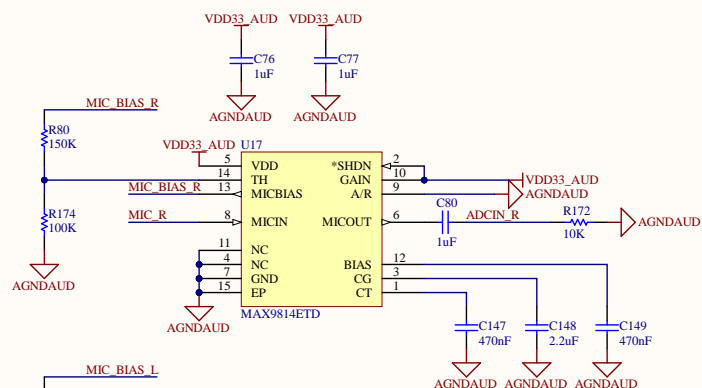 VDD33_AUD VDD33_AUD
C76 C77
1uF 1uF
AGNDAUD AGNDAUD
MIC_BIAS_R
R80
150K
VDD33_AUD U17
5 VDD *SHDN 2
14 TH GAIN 10 VDD33_AUD
MIC_BIAS_R 13 MICBIAS A/R 9 AGNDAUD
R174
100K
AGNDAUD
MIC_R 8 MICIN MICOUT 6 C80 ADCIN_R R172 AGNDAUD
1uF 10K
11 NC
4 NC BIAS 12
7 GND CG 3
15 EP CT 1
AGNDAUD
MAX9814ETD
C147 C148 C149
470nF 2.2uF 470nF
AGNDAUD AGNDAUD AGNDAUD
MIC_BIAS_L